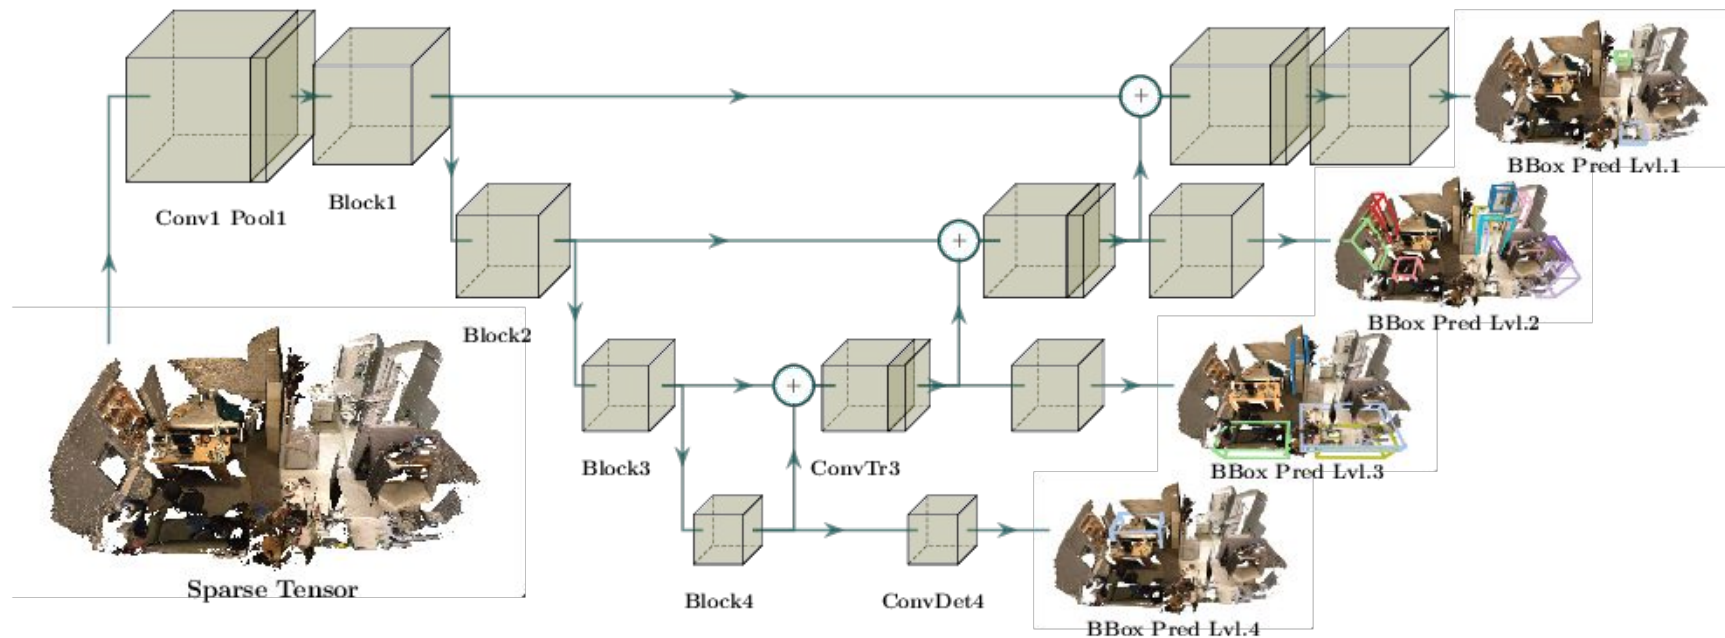 BBox Pred Lvl.1
Conv1 Pool1
Block1
BBox Pred Lvl.2
Block2
Block3
ConvTr3
BBox Pred Lvl.3
Sparse Tensor
Block4
ConvDet4
BBox Pred Lvl.4